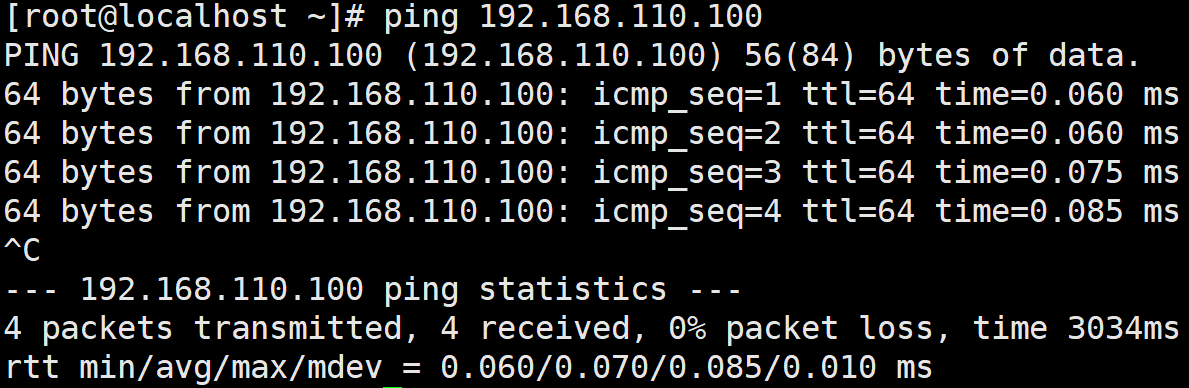 [root@localhost ~]# ping 192.168.110.100
PING 192.168.110.100 (192.168.110.100) 56(84) bytes of data.
64 bytes from 192.168.110.100: icmp_seq=1 ttl=64 time=0.060 ms
64 bytes from 192.168.110.100: icmp_seq=2 ttl=64 time=0.060 ms
64 bytes from 192.168.110.100: icmp_seq=3 ttl=64 time=0.075 ms
64 bytes from 192.168.110.100: icmp_seq=4 ttl=64 time=0.085 ms
^C
--- 192.168.110.100 ping statistics ---
4 packets transmitted, 4 received, 0% packet loss, time 3034ms
rtt min/avg/max/mdev = 0.060/0.070/0.085/0.010 ms